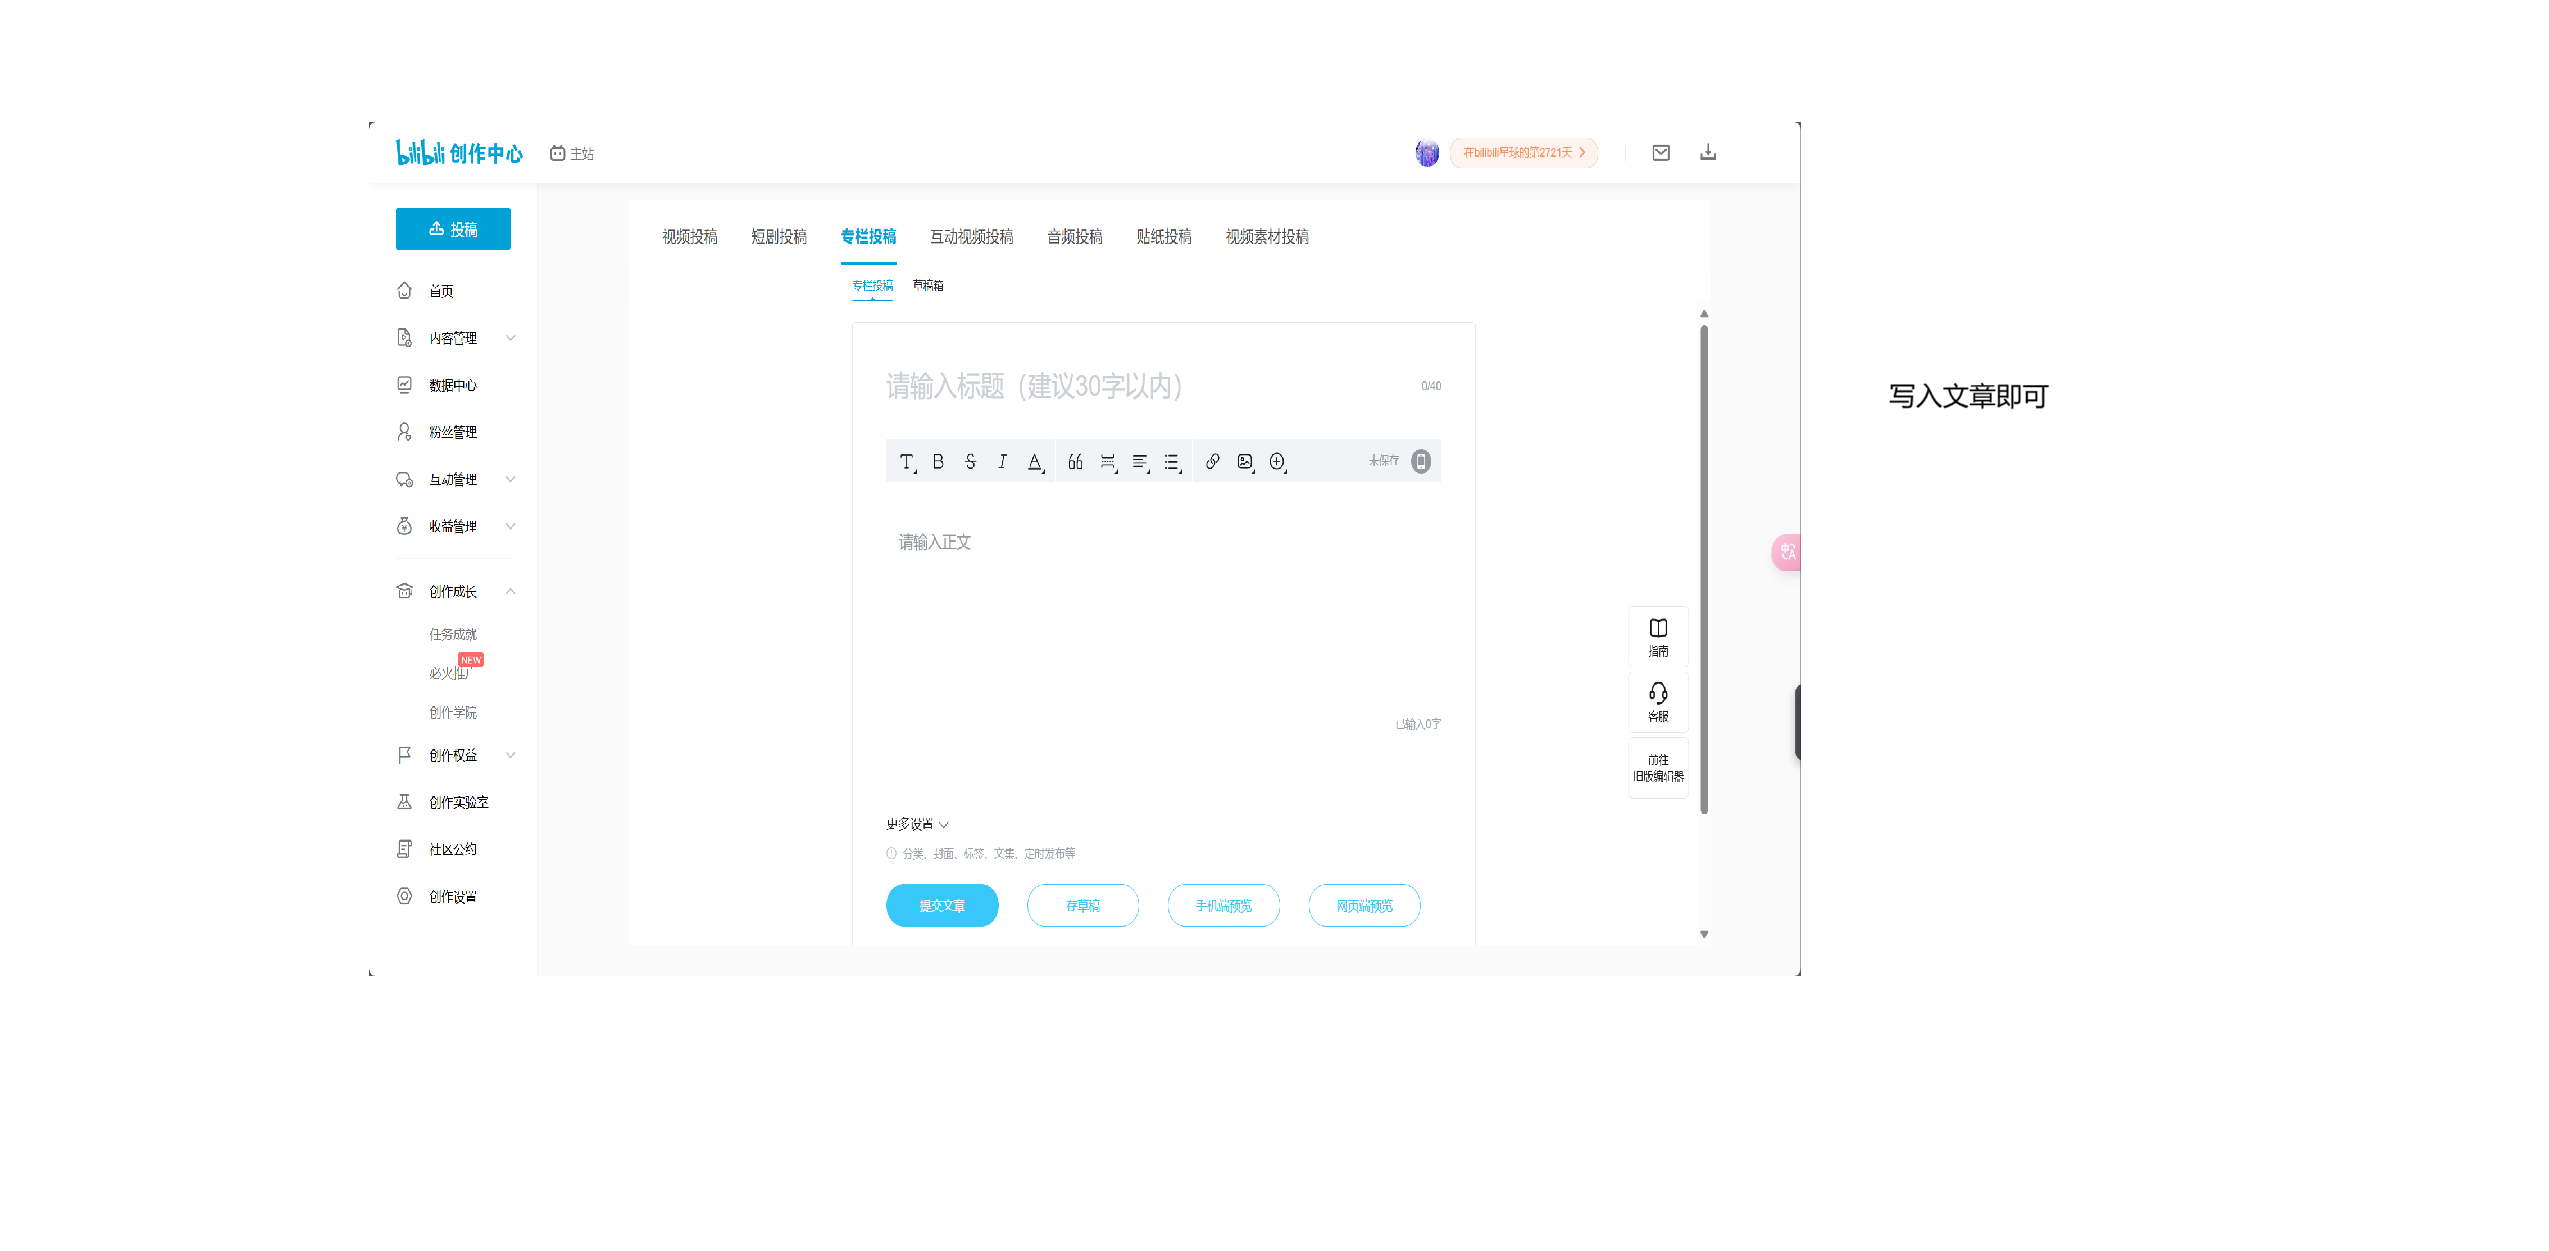 bilibili 创作中心
主站
在bilibili星球的第2721天
投稿
首页
内容管理
数据中心
粉丝管理
互动管理
收益管理
创作成长
任务成就
必火推广
NEW
创作学院
创作权益
创作实验室
社区公约
创作设置
视频投稿 短剧投稿 专栏投稿 互动视频投稿 音频投稿 贴纸投稿 视频素材投稿
专栏投稿 草稿箱
请输入标题（建议30字以内） 0/40
未保存
请输入正文
已输入0字
更多设置
分类、封面、标签、文集、定时发布等
提交文章 存草稿 手机端预览 网页端预览
指南
客服
前往
旧版编辑器
写入文章即可